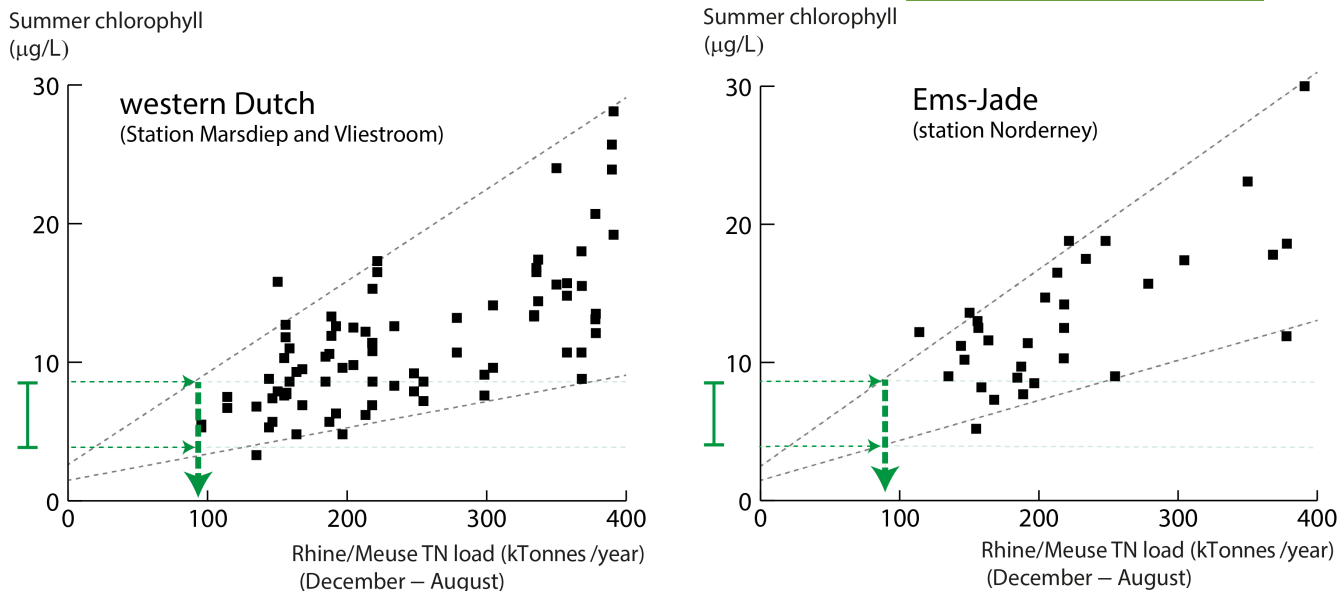 Summer chlorophyll
(µg/L)
30
20
10
0
western Dutch
(Station Marsdiep and Vliestroom)
0 100 200 300 400
Rhine/Meuse TN load (kTonnes /year)
(December – August)
Summer chlorophyll
(µg/L)
30
20
10
0
Ems-Jade
(station Norderney)
0 100 200 300 400
Rhine/Meuse TN load (kTonnes /year)
(December – August)